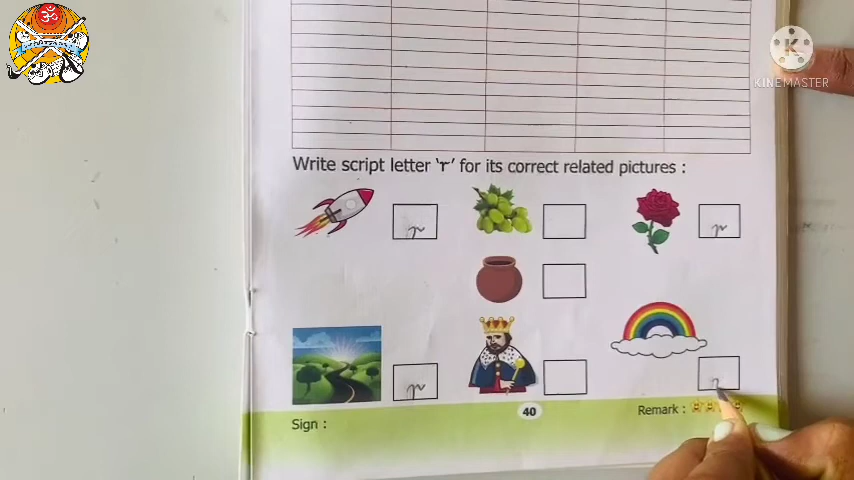 ॐ
KINEMASTER
Write script letter 'r' for its correct related pictures :
r r
r
r
Sign :
40
Remark :